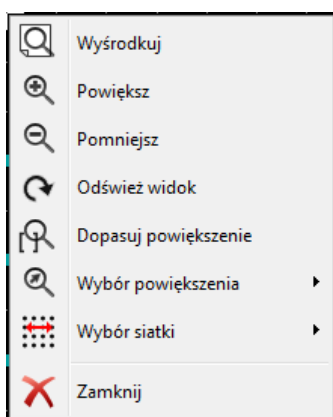 Wyśrodkuj
Powiększ
Pomniejsz
Odśwież widok
Dopasuj powiększenie
Wybór powiększenia
Wybór siatki
Zamknij